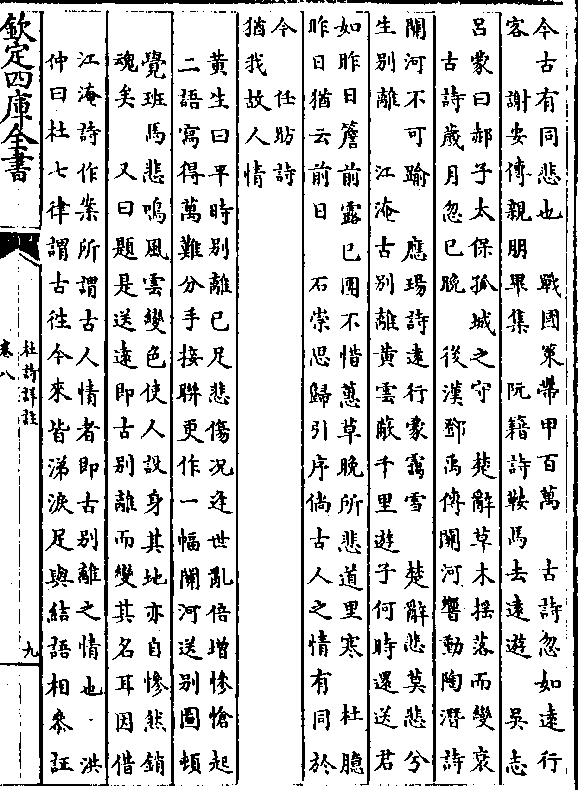 今古有同悲也　戰國策帶甲百萬　古詩忽如遠行
客　謝安傳親朋畢集　阮籍詩鞍馬去遠遊　吳志
呂蒙曰郝子太保孤城之守　楚辭草木搖落而變衰
古詩歲月忽已晚　後漢鄧禹傳關河響動陶潛詩
關河不可踰　應瑒詩遠行蒙霜雪　楚辭悲莫悲兮
生別離　江淹古別離黃雲蔽千里遊子何時還送君
如昨日簷前露已團不惜蕙草晚所悲道里寒　杜臆
昨日猶云前日　石崇思歸引序倘古人之情有同於
今　任昉詩
猶我故人情
黃生曰平時別離已足悲傷況逢世亂倍增慘愴起
二語寫得萬難分手接聯更作一幅關河送別圖頓
覺班馬悲鳴風雲變色使人設身其地亦自慘然銷
魂矣　又曰題是送遠即古別離而變其名耳因借
江淹詩作案所謂古人情者即古別離之情也　洪
仲曰杜七律謂古往今來皆涕淚足與結語相參証
欽定四庫全書
杜詩詳註
卷八
九